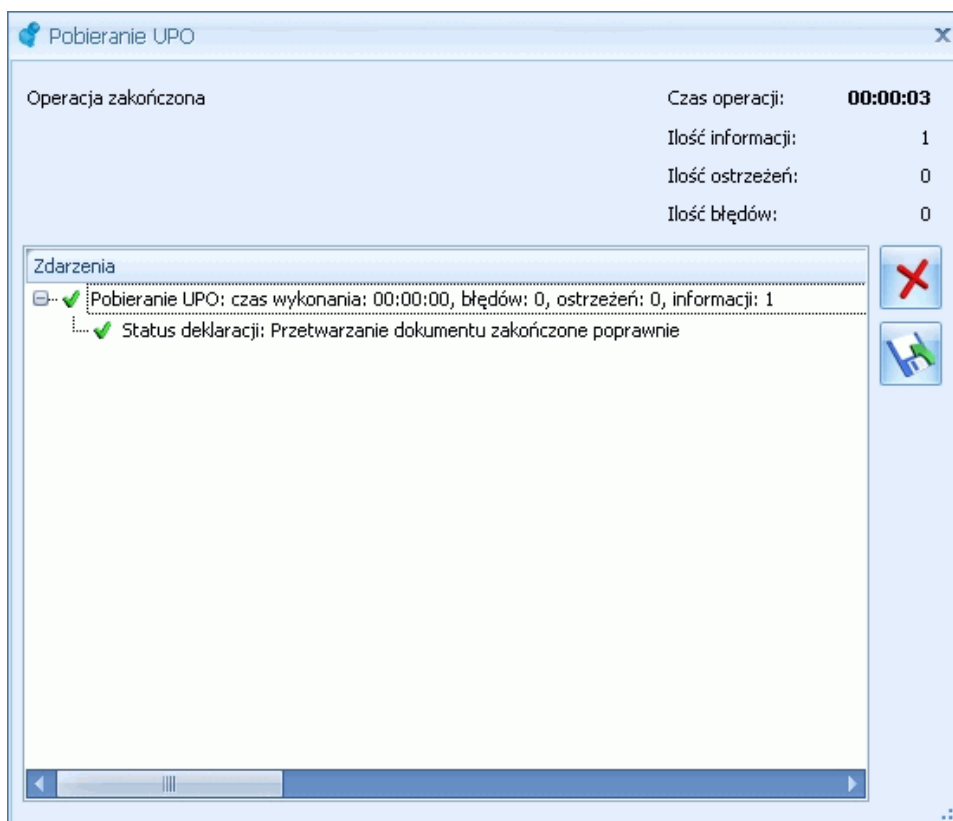 Pobieranie UPO
Operacja zakończona
Czas operacji: 00:00:03
Ilość informacji: 1
Ilość ostrzeżeń: 0
Ilość błędów: 0
Zdarzenia
Pobieranie UPO: czas wykonania: 00:00:00, błędów: 0, ostrzeżeń: 0, informacji: 1
Status deklaracji: Przetwarzanie dokumentu zakończone poprawnie